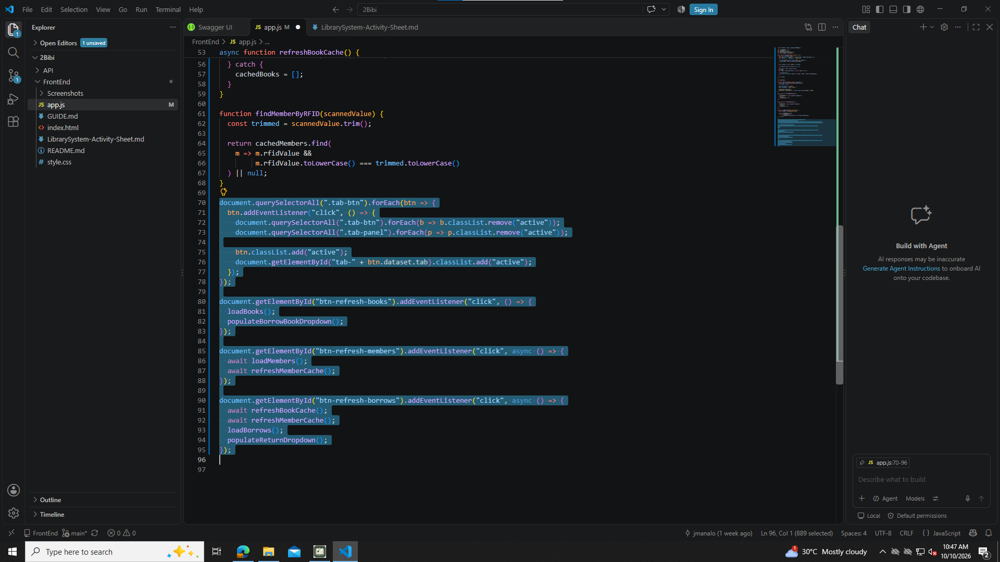 File Edit Selection View Go Run Terminal Help
2Bibi
Sign In
Explorer
Open Editors 1 unsaved
2Bibi
API
FrontEnd
Screenshots
JS app.js M
GUIDE.md
<> index.html
LibrarySystem-Activity-Sheet.md
README.md
# style.css
Outline
Timeline
Swagger UI
JS app.js M
LibrarySystem-Activity-Sheet.md
FrontEnd > JS app.js > ...
53 async function refreshBookCache() {
56 } catch {
57 cachedBooks = [];
58 }
59 }
60
61 function findMemberByRFID(scannedValue) {
62 const trimmed = scannedValue.trim();
63
64 return cachedMembers.find(
65 m => m.rfidValue &&
66 m.rfidValue.toLowerCase() === trimmed.toLowerCase()
67 ) || null;
68 }
69
70 document.querySelectorAll(".tab-btn").forEach(btn => {
71 btn.addEventListener("click", () => {
72 document.querySelectorAll(".tab-btn").forEach(b => b.classList.remove("active"));
73 document.querySelectorAll(".tab-panel").forEach(p => p.classList.remove("active"));
74
75 btn.classList.add("active");
76 document.getElementById("tab-" + btn.dataset.tab).classList.add("active");
77 });
78 });
79
80 document.getElementById("btn-refresh-books").addEventListener("click", () => {
81 loadBooks();
82 populateBorrowBookDropdown();
83 });
84
85 document.getElementById("btn-refresh-members").addEventListener("click", async () => {
86 await loadMembers();
87 await refreshMemberCache();
88 });
89
90 document.getElementById("btn-refresh-borrows").addEventListener("click", async () => {
91 await refreshBookCache();
92 await refreshMemberCache();
93 loadBorrows();
94 populateReturnDropdown();
95 });
96
97
Chat
Build with Agent
AI responses may be inaccurate
Generate Agent Instructions to onboard AI
onto your codebase.
JS app.js:70-96
Describe what to build
Agent Models
Local Default permissions
FrontEnd main* 0 0
jmanalo (1 week ago) Ln 96, Col 1 (889 selected) Spaces: 4 UTF-8 CRLF { } JavaScript
Type here to search
1 30°C Mostly cloudy
10:47 AM
10/10/2026
2